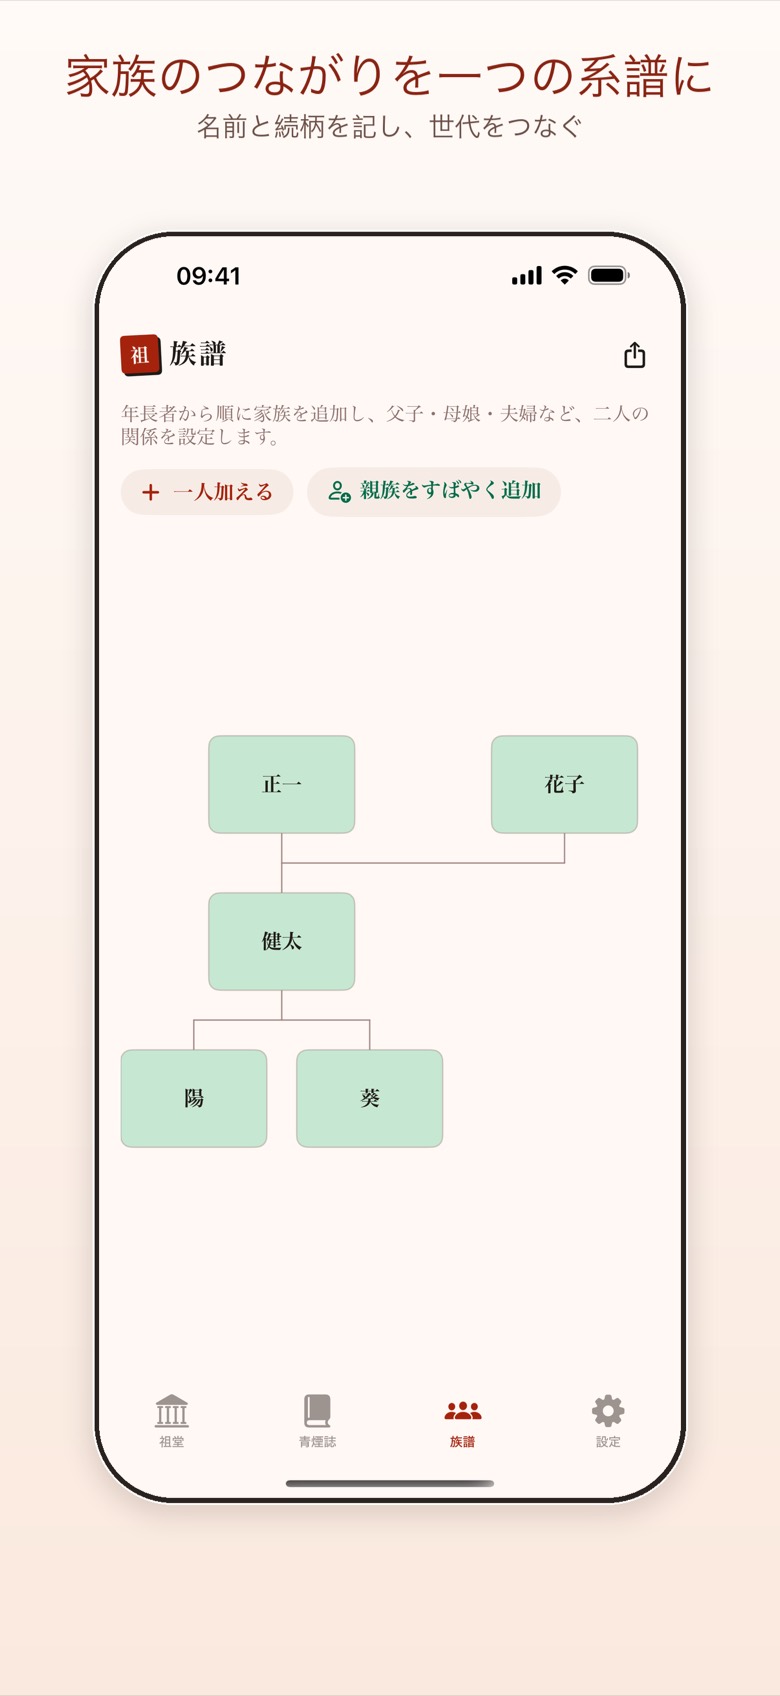 家族のつながりを一つの系譜に
名前と続柄を記し、世代をつなぐ
09:41
祖 族譜
年長者から順に家族を追加し、父子・母娘・夫婦など、二人の
関係を設定します。
一人加える 親族をすばやく追加
正一 花子
健太
陽 葵
祖堂 青煙誌 族譜 設定